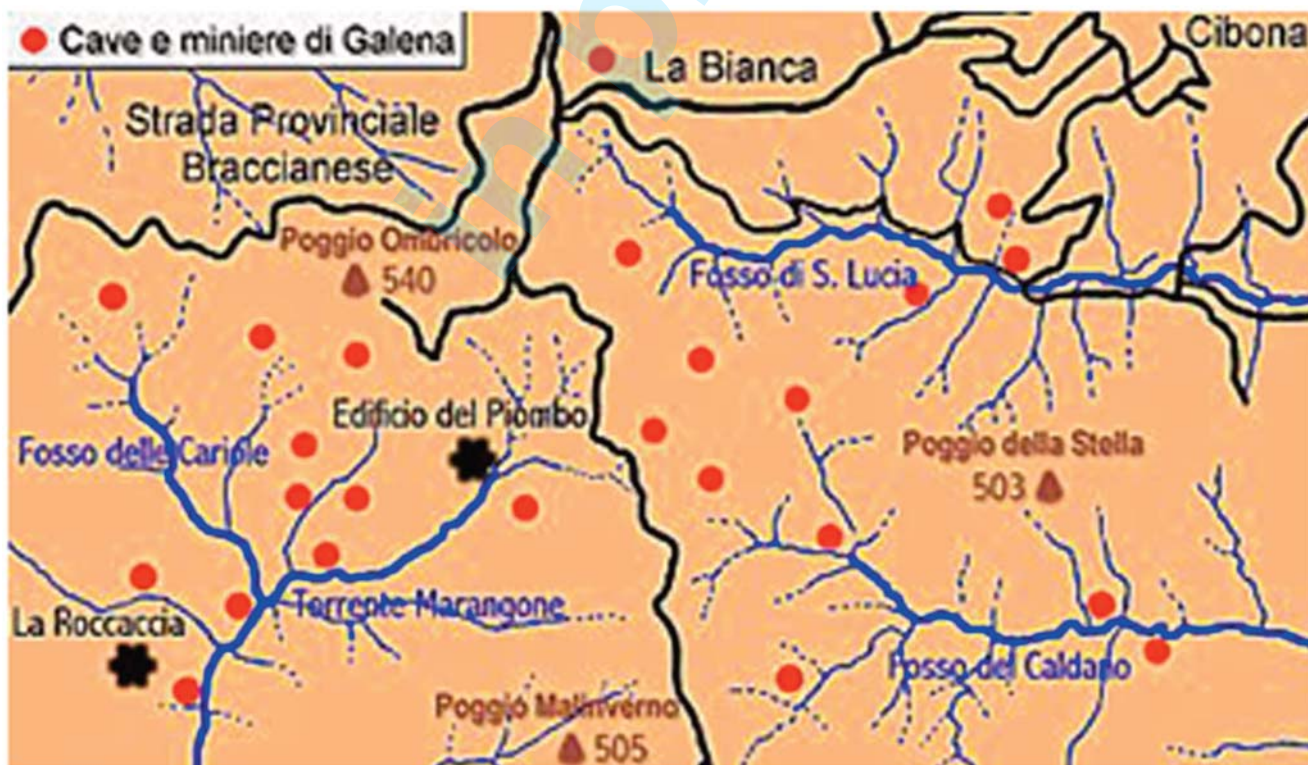 Cave e miniere di Galena
Cibona
La Bianca
Strada Provinciale
Braccianese
Poggio Ombricolo
540
Fosso di S. Lucia
Edificio del Piombo
Fosso delle Cariole
Poggio della Stella
503
Torrente Marangone
La Roccaccia
Fosso del Caldano
Poggio Malinverno
505